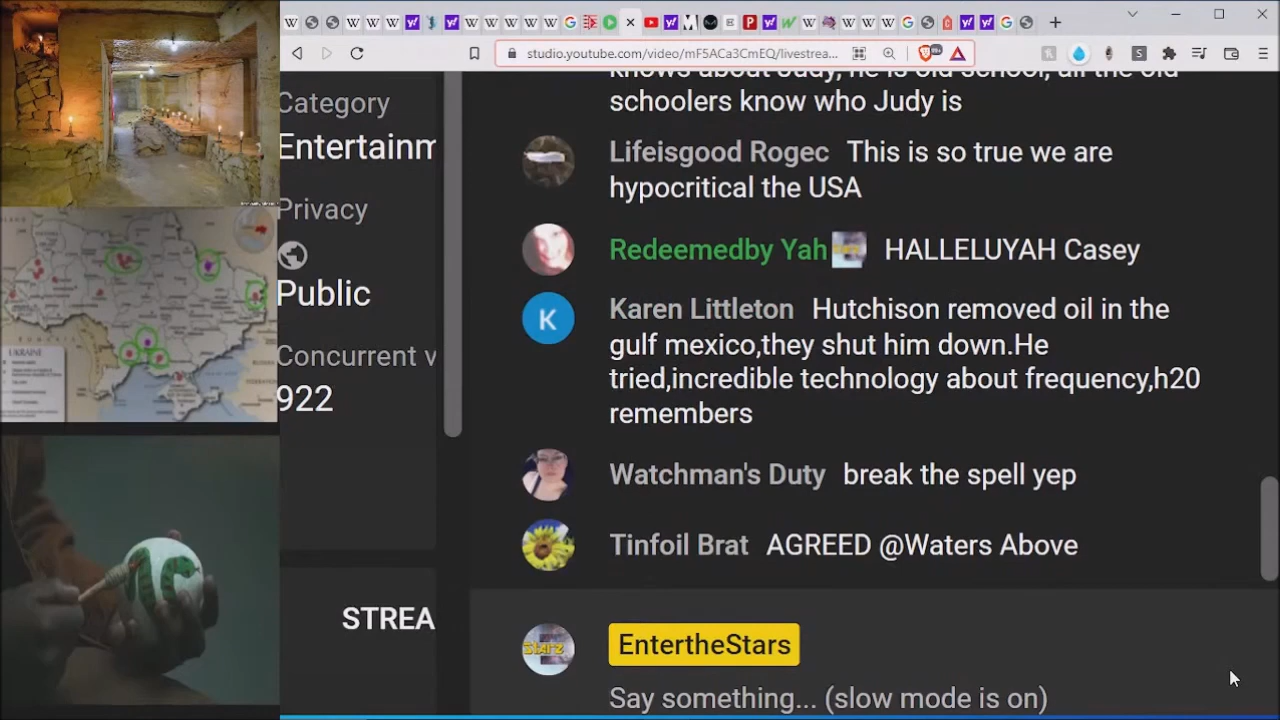 studio.youtube.com/video/mF5ACa3CmEQ/livestrea...
99+
Category
Entertainm
Privacy
Public
Concurrent v
922
STREA
knows about Judy, he is old school, all the old
schoolers know who Judy is
Lifeisgood Rogec This is so true we are
hypocritical the USA
Redeemedby Yah HALLELUYAH Casey
K
Karen Littleton Hutchison removed oil in the
gulf mexico,they shut him down.He
tried,incredible technology about frequency,h20
remembers
Watchman's Duty break the spell yep
Tinfoil Brat AGREED @Waters Above
EntertheStars
Say something... (slow mode is on)
UKRAINE